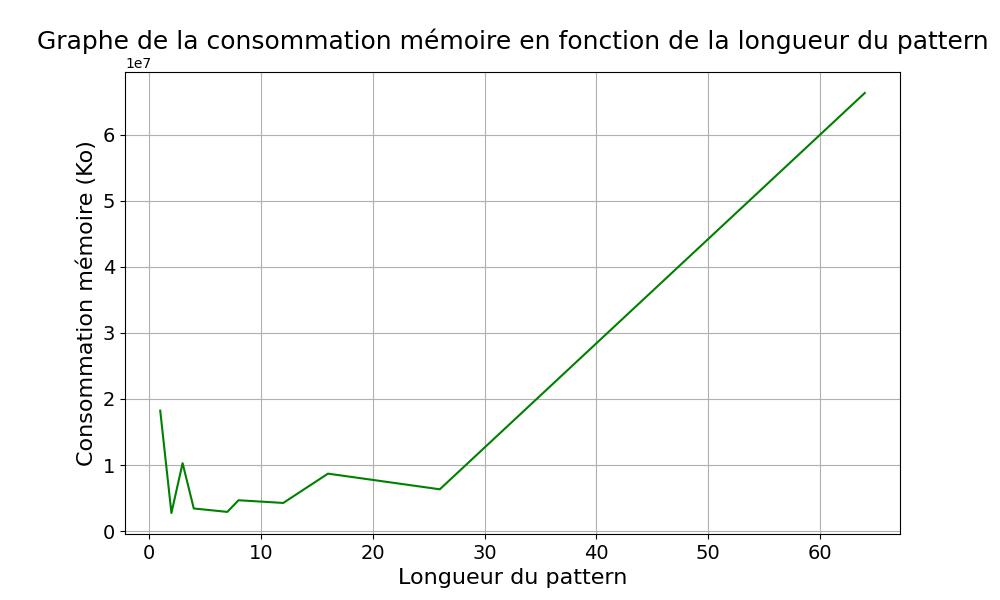 Graphe de la consommation mémoire en fonction de la longueur du pattern
1e7
6
5
4
3
2
1
0
Consommation mémoire (Ko)
0 10 20 30 40 50 60
Longueur du pattern